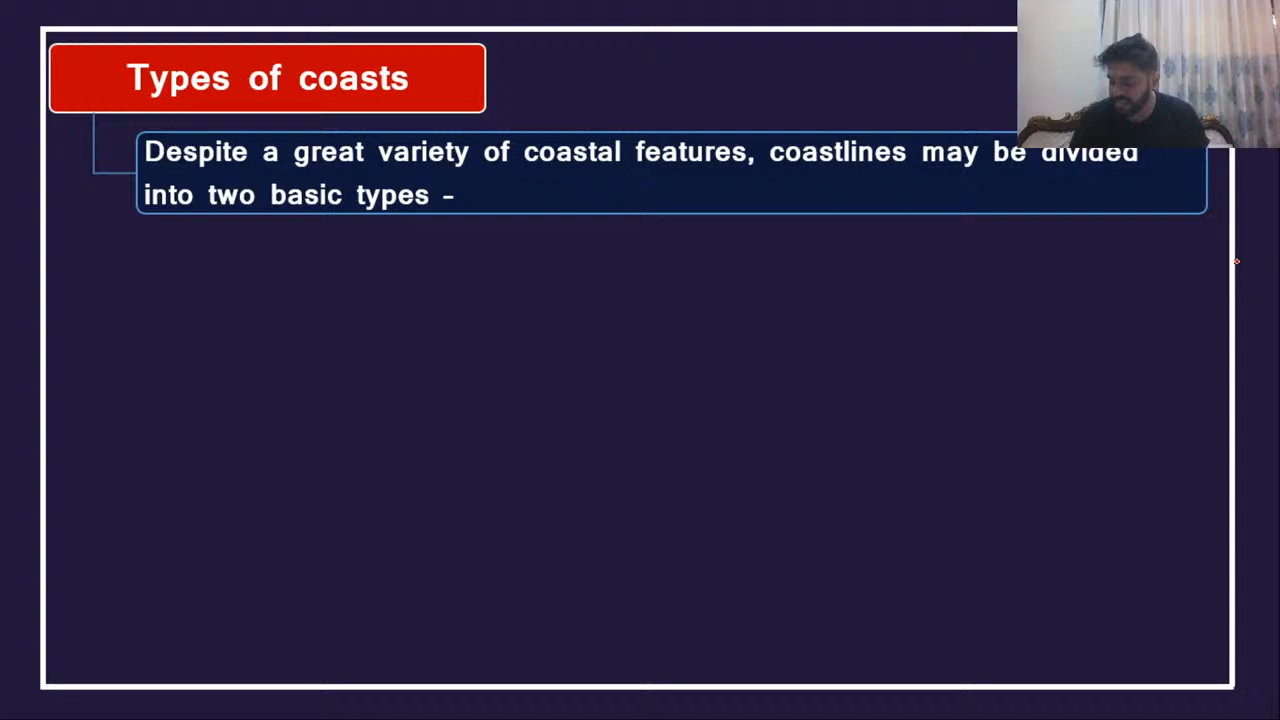 Types of coasts
Despite a great variety of coastal features, coastlines may be divided
into two basic types -